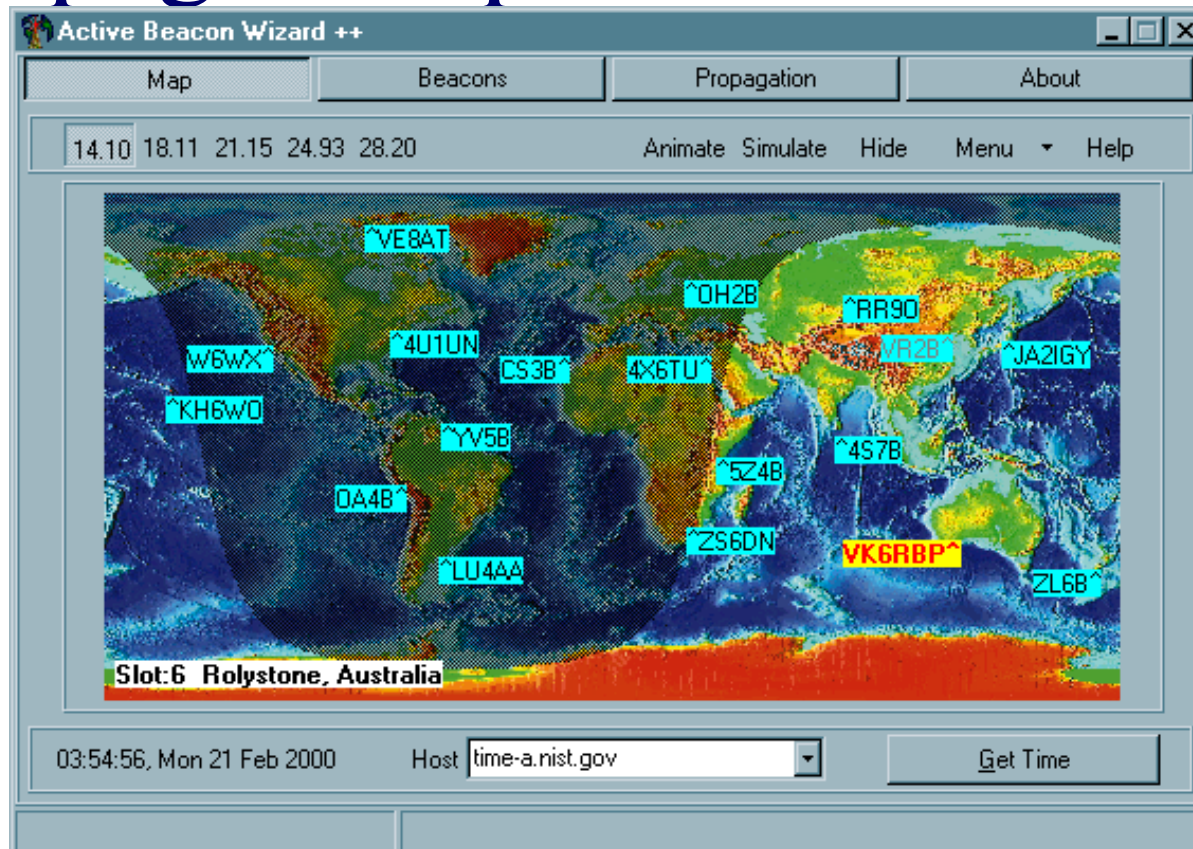 Active Beacon Wizard ++
Map Beacons Propagation About
14.10 18.11 21.15 24.93 28.20 Animate Simulate Hide Menu Help
^VE8AT
^OH2B
^RR9O
^4U1UN
VR2B^
^JA2IGY
W6WX^
CS3B^
4X6TU^
^KH6WO
^YV5B
^4S7B
^5Z4B
OA4B^
^ZS6DN
VK6RBP^
^LU4AA
ZL6B^
Slot:6 Rolystone, Australia
03:54:56, Mon 21 Feb 2000 Host time-a.nist.gov Get Time